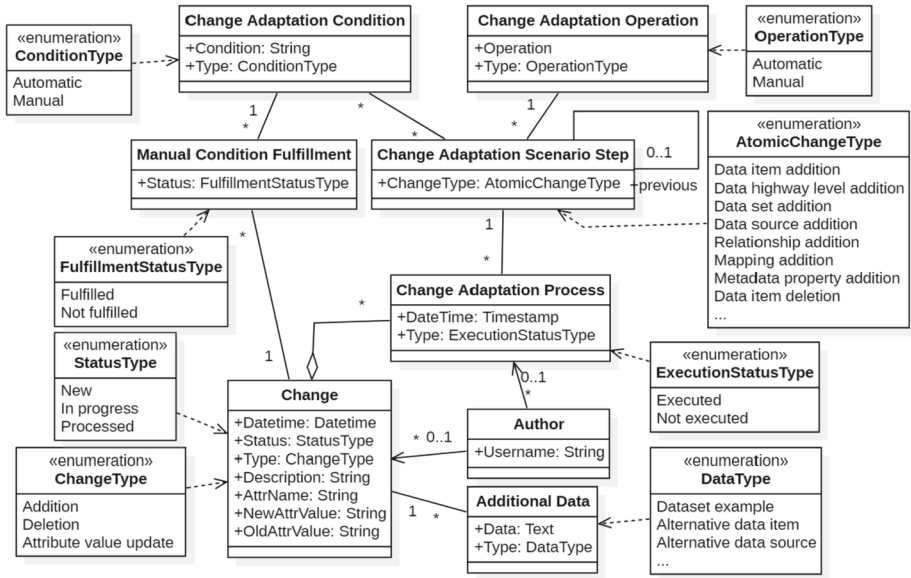 «enumeration»
ConditionType
Automatic
Manual
Change Adaptation Condition
+Condition: String
+Type: ConditionType
Change Adaptation Operation
+Operation
+Type: OperationType
«enumeration»
OperationType
Automatic
Manual
1
*
*
*
1
*
Manual Condition Fulfillment
+Status: FulfillmentStatusType
Change Adaptation Scenario Step
+ChangeType: AtomicChangeType
0..1
+previous
«enumeration»
AtomicChangeType
Data item addition
Data highway level addition
Data set addition
Data source addition
Relationship addition
Mapping addition
Metadata property addition
Data item deletion
...
*
1
1
*
«enumeration»
FulfillmentStatusType
Fulfilled
Not fulfilled
Change Adaptation Process
+DateTime: Timestamp
+Type: ExecutionStatusType
*
«enumeration»
StatusType
New
In progress
Processed
«enumeration»
ExecutionStatusType
Executed
Not executed
0..1
*
Change
+Datetime: Datetime
+Status: StatusType
+Type: ChangeType
+Description: String
+AttrName: String
+NewAttrValue: String
+OldAttrValue: String
Author
+Username: String
* 0..1
«enumeration»
ChangeType
Addition
Deletion
Attribute value update
1 *
Additional Data
+Data: Text
+Type: DataType
«enumeration»
DataType
Dataset example
Alternative data item
Alternative data source
...